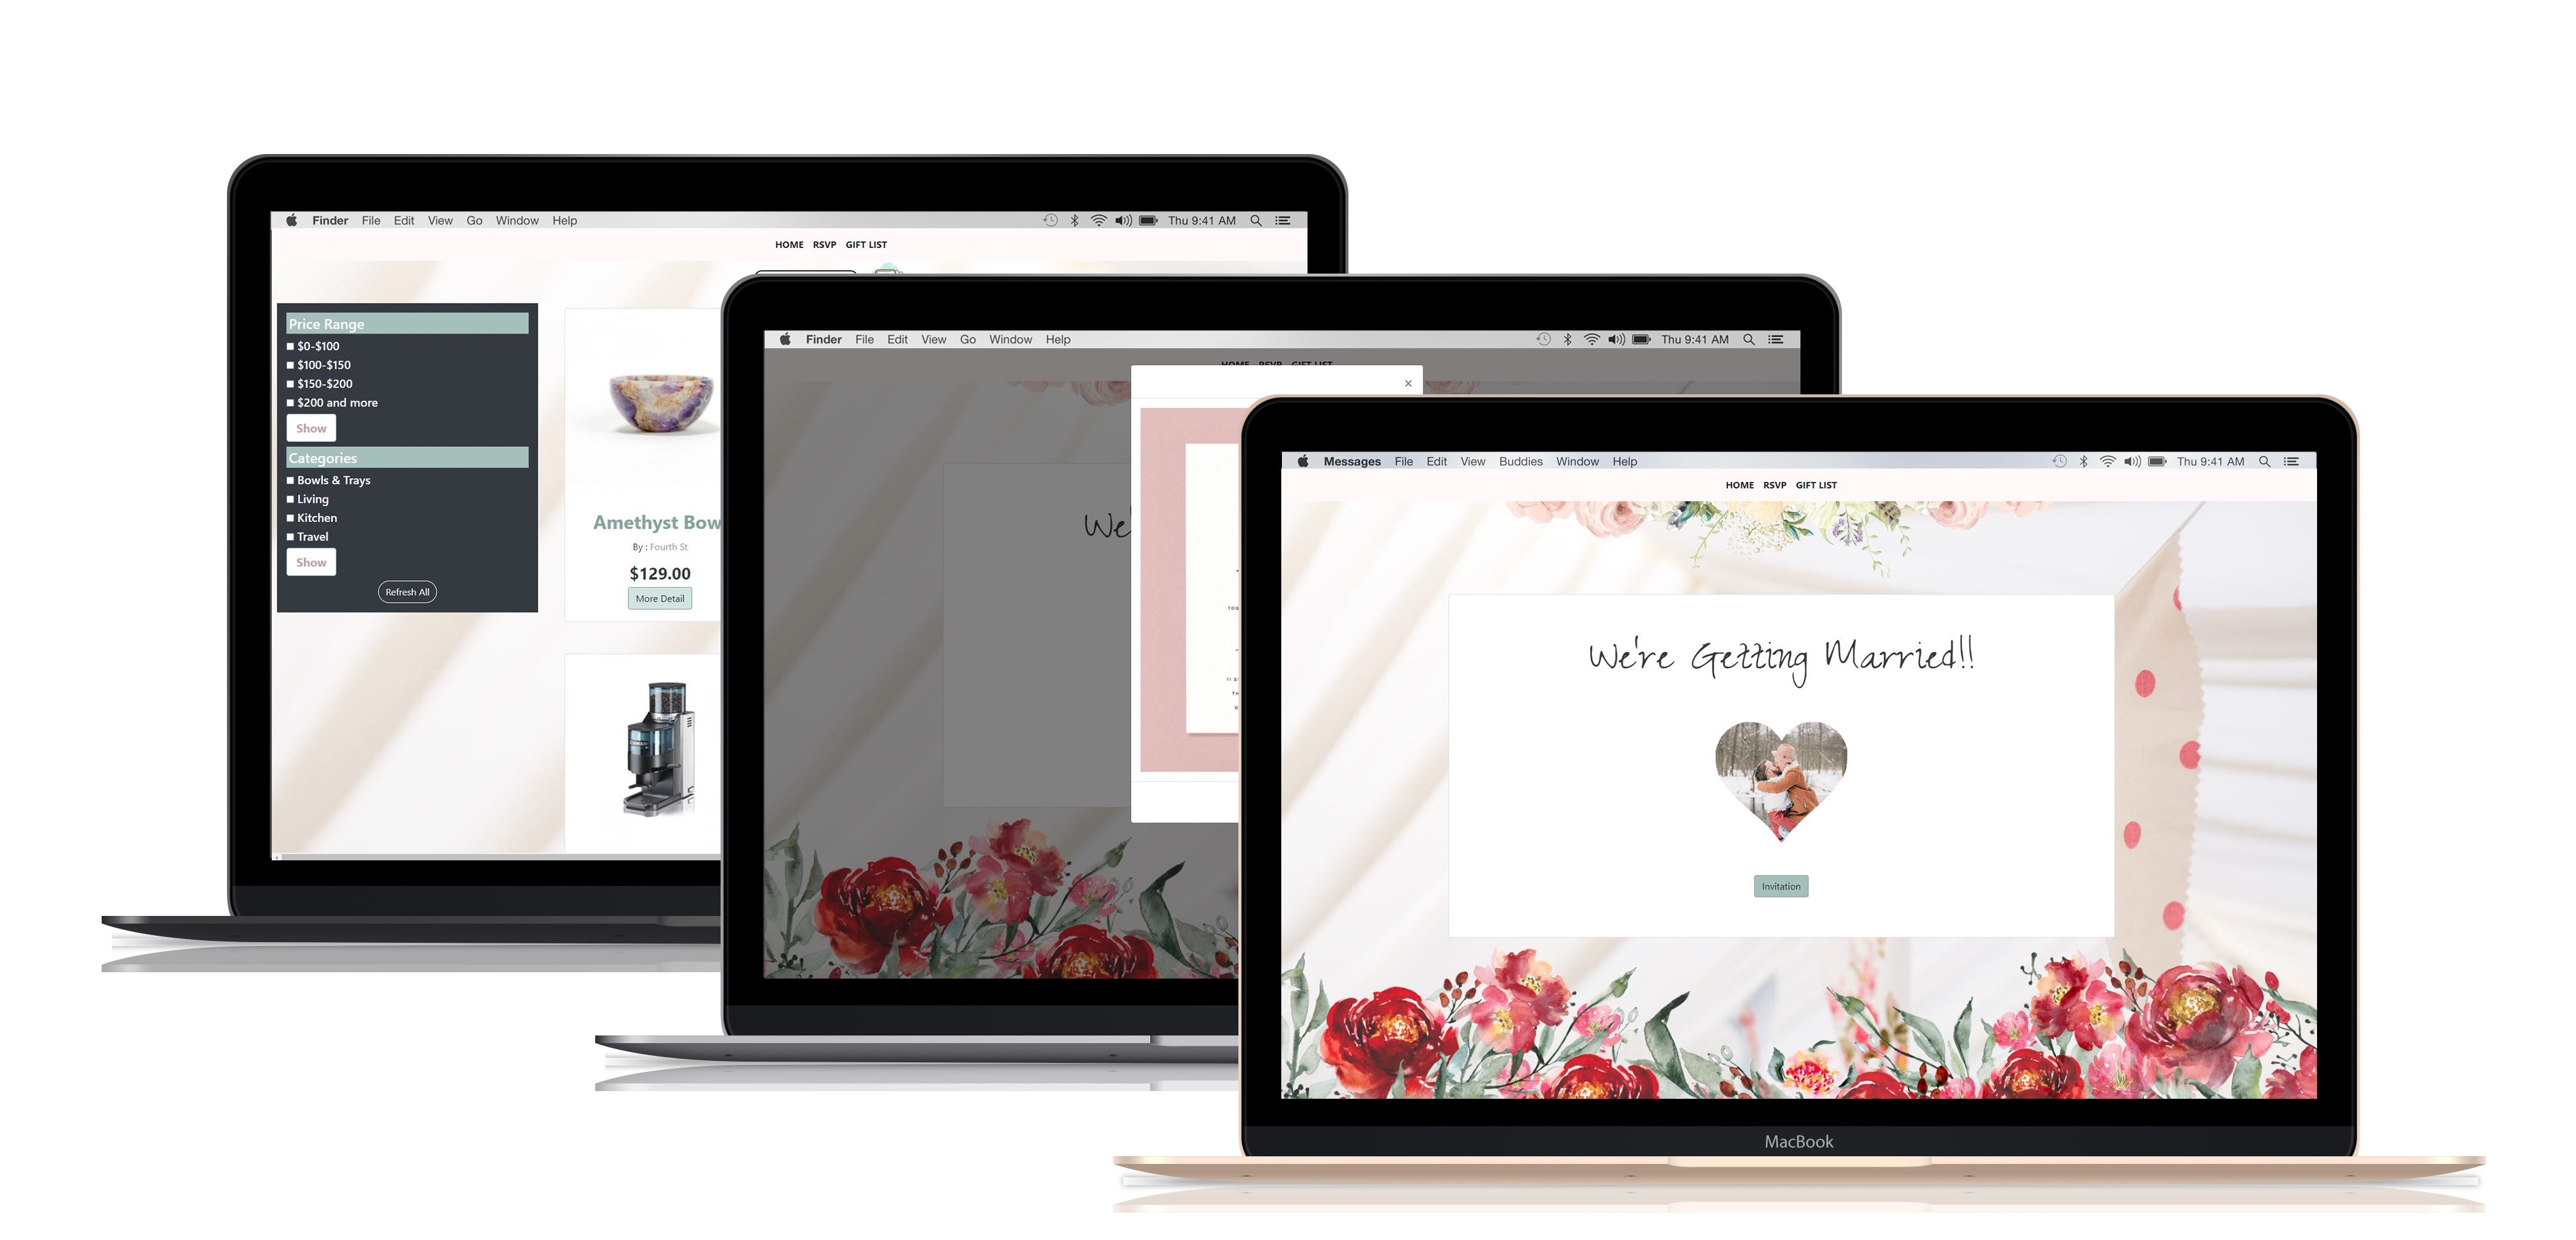 Finder File Edit View Go Window Help Thu 9:41 AM
HOME RSVP GIFT LIST
Price Range
$0-$100
$100-$150
$150-$200
$200 and more
Show
Categories
Bowls & Trays
Living
Kitchen
Travel
Show
Refresh All
Amethyst Bow
By : Fourth St
$129.00
More Detail
Finder File Edit View Go Window Help Thu 9:41 AM
HOME RSVP GIFT LIST
×
We'
Messages File Edit View Buddies Window Help Thu 9:41 AM
HOME RSVP GIFT LIST
We're Getting Married!!
Invitation
MacBook